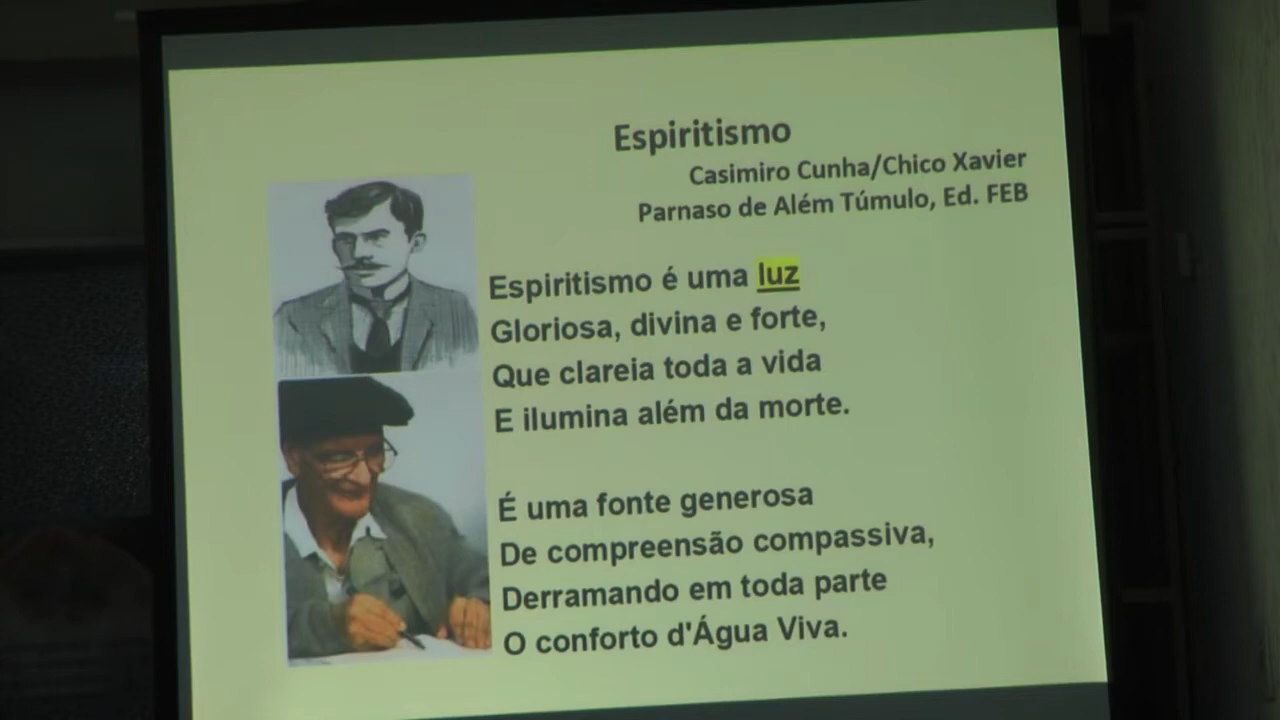 Espiritismo
Casimiro Cunha/Chico Xavier
Parnaso de Além Túmulo, Ed. FEB
Espiritismo é uma luz
Gloriosa, divina e forte,
Que clareia toda a vida
E ilumina além da morte.
É uma fonte generosa
De compreensão compassiva,
Derramando em toda parte
O conforto d'Água Viva.